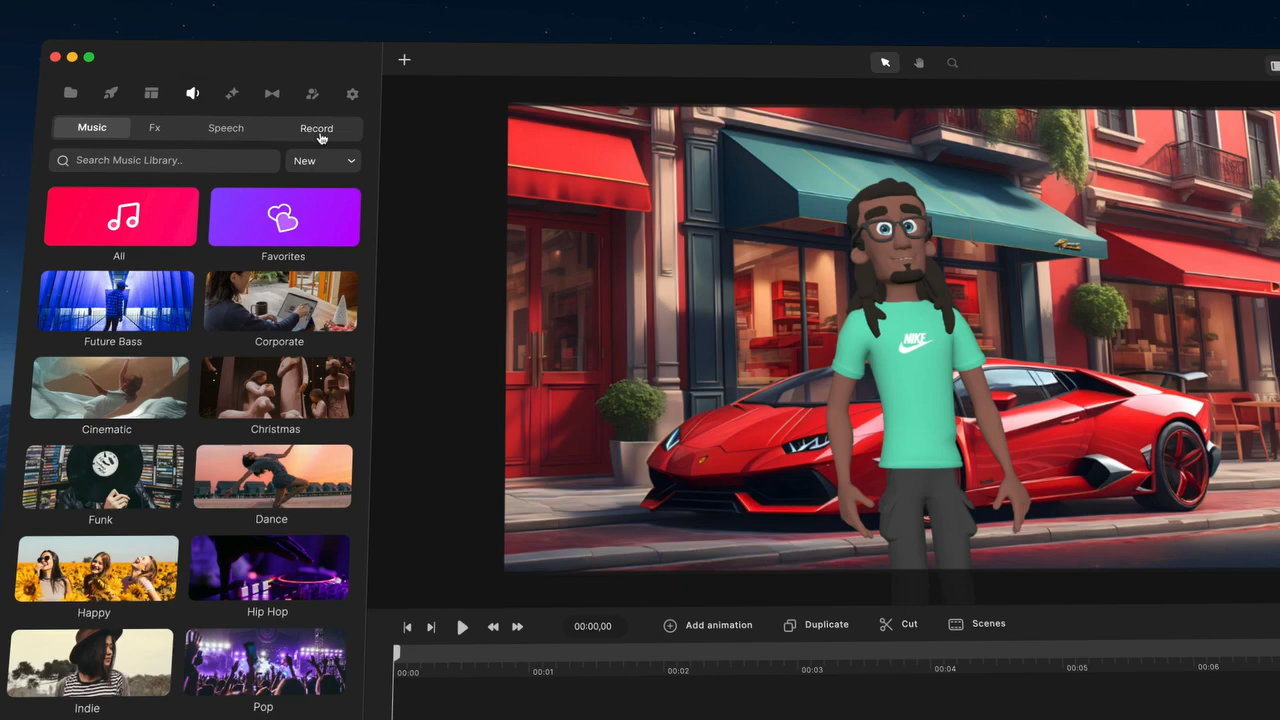 Music
Fx
Speech
Record
Search Music Library..
New
All
Favorites
Future Bass
Corporate
Cinematic
Christmas
Funk
Dance
Happy
Hip Hop
Indie
Pop
NIKE
00:00,00
Add animation
Duplicate
Cut
Scenes
00:00
00:01
00:02
00:03
00:04
00:05
00:06